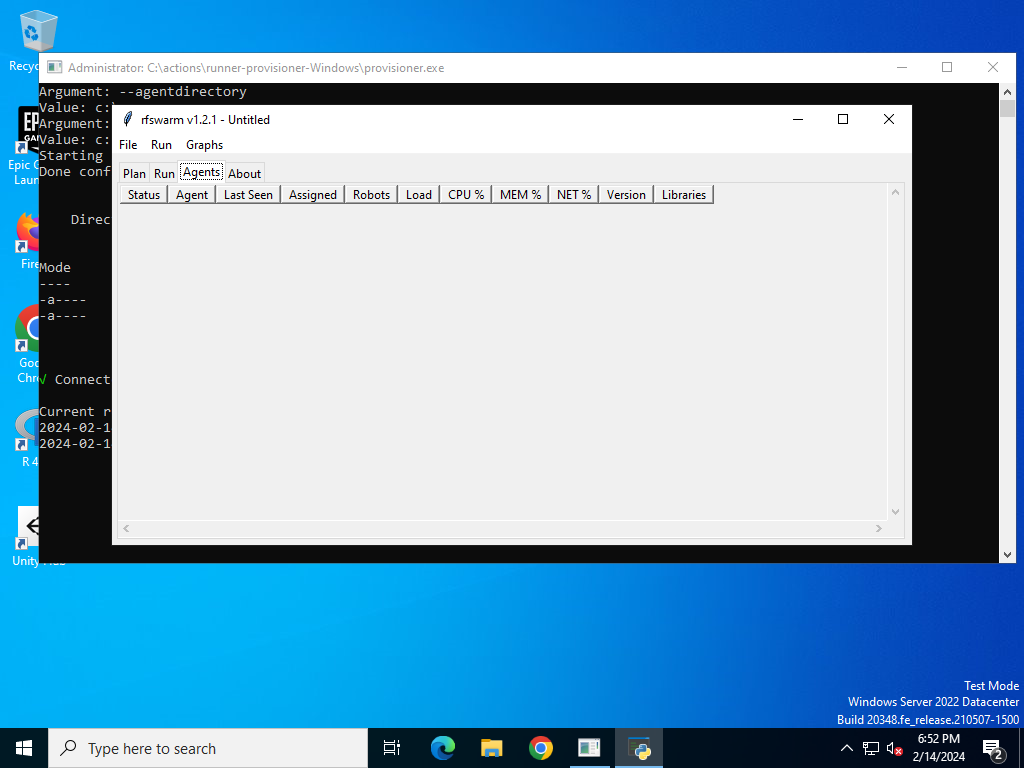 Administrator: C:\actions\runner-provisioner-Windows\provisioner.exe
Argument: --agentdirectory
Value: c:\
Argument:
Value: c:
Starting
Done conf
Direc
Mode
----
-a----
-a----
√ Connect
Current r
2024-02-1
2024-02-1
rfswarm v1.2.1 - Untitled
File Run Graphs
Plan Run Agents About
Status Agent Last Seen Assigned Robots Load CPU % MEM % NET % Version Libraries
Recyc
Epic G
Laun
Fire
Goo
Chr
R 4
Unity Hub
Test Mode
Windows Server 2022 Datacenter
Build 20348.fe_release.210507-1500
Type here to search
6:52 PM
2/14/2024
2